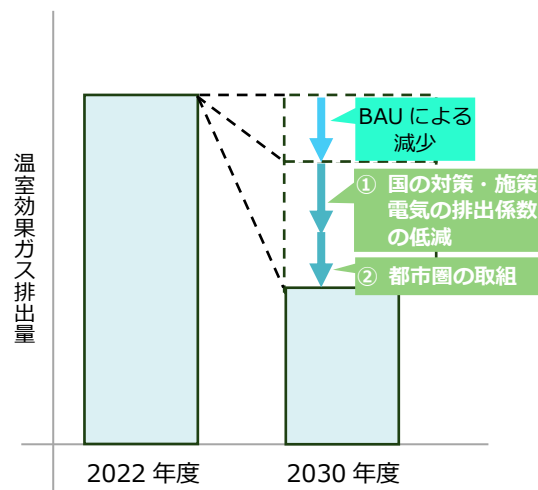 BAU による
減少
① 国の対策・施策
電気の排出係数
の低減
② 都市圏の取組
温室効果ガス排出量
2022 年度
2030 年度